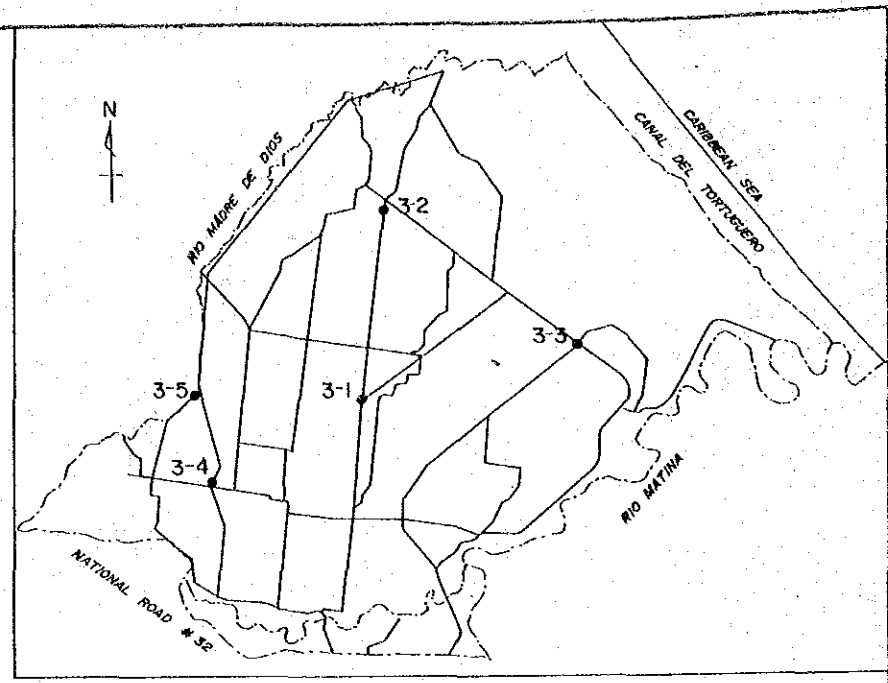 N
RIO MADRE DE DIOS
CARIBBEAN SEA
CANAL DEL TORTUGUERO
3-2
3-3
3-1
3-5
3-4
RIO MATINA
NATIONAL ROAD # 32